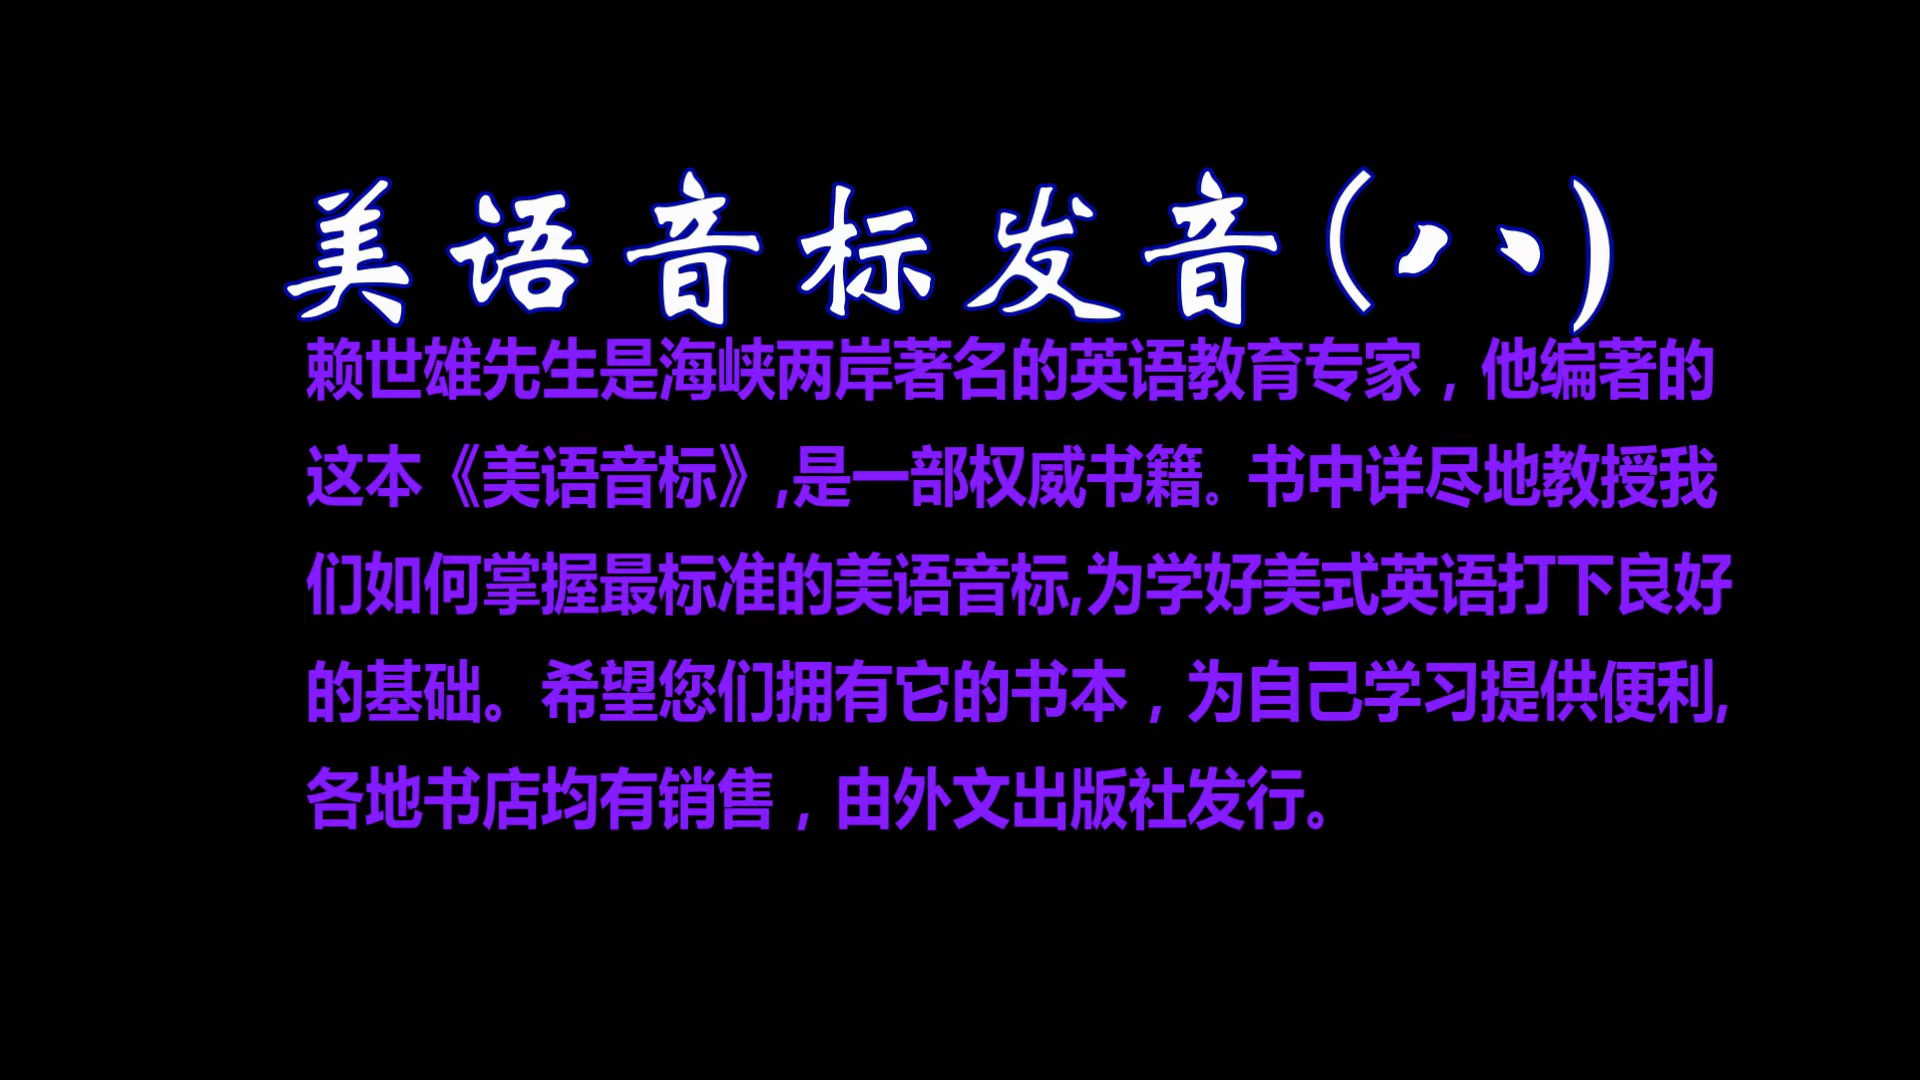 美语音标发音(八)
赖世雄先生是海峡两岸著名的英语教育专家，他编著的
这本《美语音标》,是一部权威书籍。书中详尽地教授我
们如何掌握最标准的美语音标,为学好美式英语打下良好
的基础。希望您们拥有它的书本，为自己学习提供便利,
各地书店均有销售，由外文出版社发行。